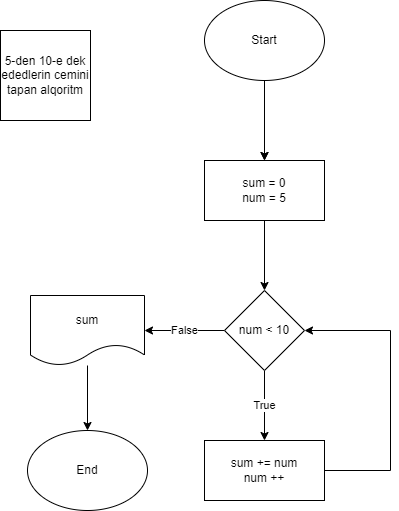 5-den 10-e dek
ededlerin cemini
tapan alqoritm
Start
sum = 0
num = 5
num < 10
False
sum
True
sum += num
num ++
End